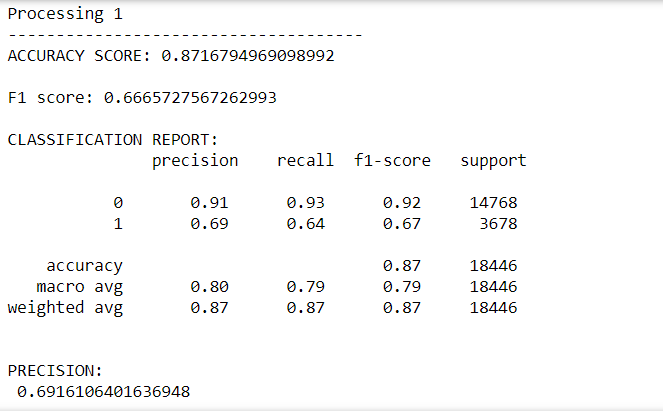 Processing 1
-------------------------------------
ACCURACY SCORE: 0.8716794969098992
F1 score: 0.6665727567262993
CLASSIFICATION REPORT:
precision recall f1-score support
0 0.91 0.93 0.92 14768
1 0.69 0.64 0.67 3678
accuracy 0.87 18446
macro avg 0.80 0.79 0.79 18446
weighted avg 0.87 0.87 0.87 18446
PRECISION:
0.6916106401636948